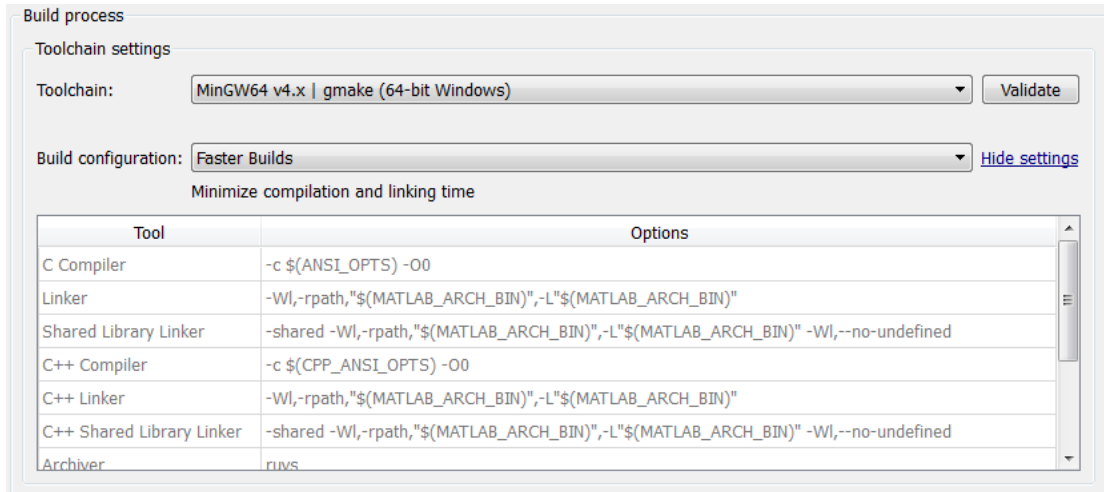 Build process
Toolchain settings
Toolchain: MinGW64 v4.x | gmake (64-bit Windows) Validate
Build configuration: Faster Builds Hide settings
Minimize compilation and linking time
Tool Options
C Compiler -c $(ANSI_OPTS) -O0
Linker -Wl,-rpath,"$(MATLAB_ARCH_BIN)",-L"$(MATLAB_ARCH_BIN)"
Shared Library Linker -shared -Wl,-rpath,"$(MATLAB_ARCH_BIN)",-L"$(MATLAB_ARCH_BIN)" -Wl,--no-undefined
C++ Compiler -c $(CPP_ANSI_OPTS) -O0
C++ Linker -Wl,-rpath,"$(MATLAB_ARCH_BIN)",-L"$(MATLAB_ARCH_BIN)"
C++ Shared Library Linker -shared -Wl,-rpath,"$(MATLAB_ARCH_BIN)",-L"$(MATLAB_ARCH_BIN)" -Wl,--no-undefined
Archiver ruvs